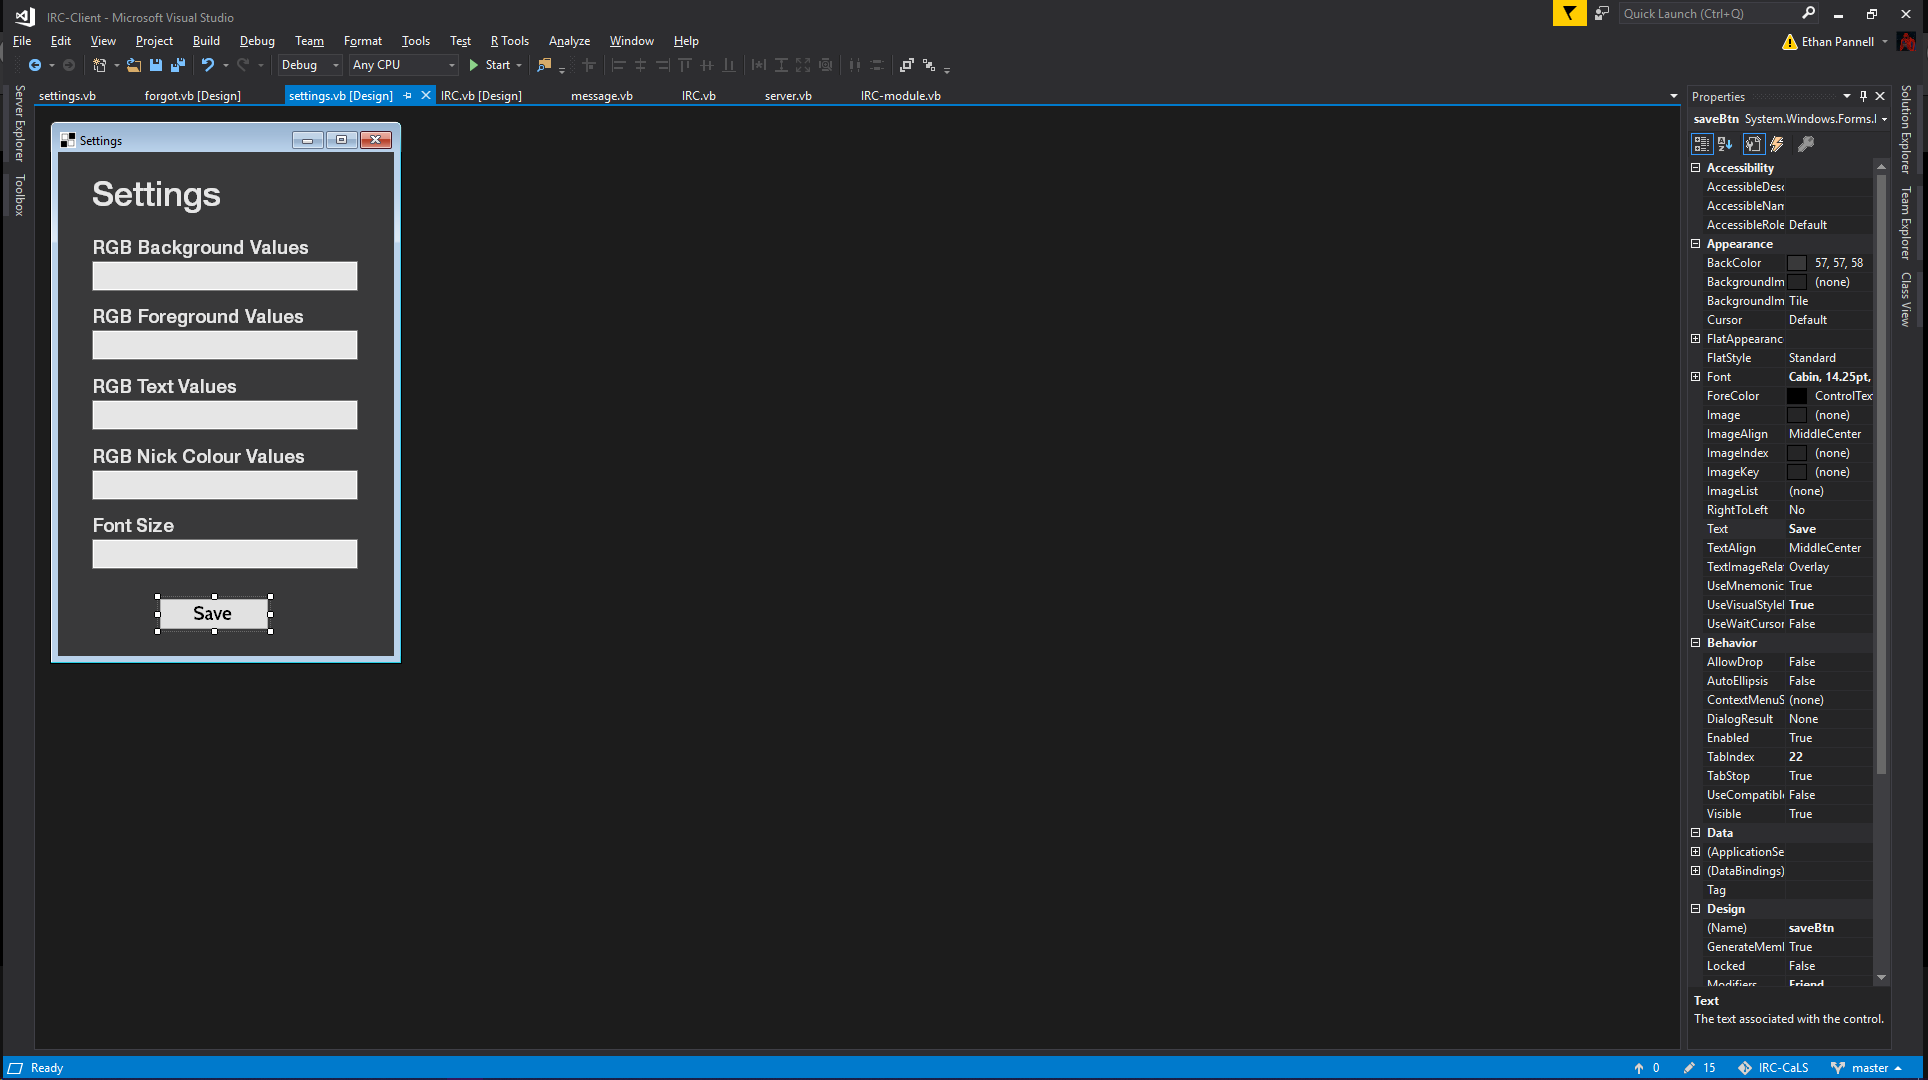 IRC-Client - Microsoft Visual Studio
Quick Launch (Ctrl+Q)
File Edit View Project Build Debug Team Format Tools Test R Tools Analyze Window Help
Ethan Pannell
Debug Any CPU Start
settings.vb forgot.vb [Design] settings.vb [Design] IRC.vb [Design] message.vb IRC.vb server.vb IRC-module.vb
Server Explorer
Toolbox
Settings
Settings
RGB Background Values
RGB Foreground Values
RGB Text Values
RGB Nick Colour Values
Font Size
Save
Properties
saveBtn System.Windows.Forms.I
Accessibility
AccessibleDesc
AccessibleNam
AccessibleRole Default
Appearance
BackColor 57, 57, 58
BackgroundIm (none)
BackgroundIm Tile
Cursor Default
FlatAppearanc
FlatStyle Standard
Font Cabin, 14.25pt,
ForeColor ControlTex
Image (none)
ImageAlign MiddleCenter
ImageIndex (none)
ImageKey (none)
ImageList (none)
RightToLeft No
Text Save
TextAlign MiddleCenter
TextImageRela Overlay
UseMnemonic True
UseVisualStyleI True
UseWaitCursor False
Behavior
AllowDrop False
AutoEllipsis False
ContextMenuS (none)
DialogResult None
Enabled True
TabIndex 22
TabStop True
UseCompatible False
Visible True
Data
(ApplicationSe
(DataBindings)
Tag
Design
(Name) saveBtn
GenerateMeml True
Locked False
Modifiers Friend
Text
The text associated with the control.
Solution Explorer
Team Explorer
Class View
Ready
0 15 IRC-CaLS master